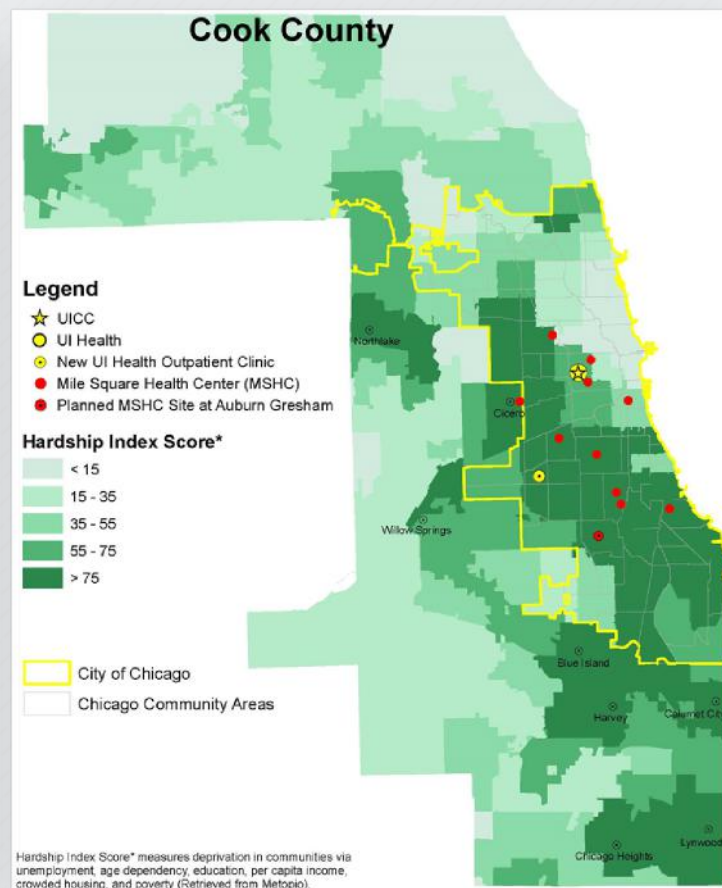 Cook County
Legend
UICC
UI Health
New UI Health Outpatient Clinic
Mile Square Health Center (MSHC)
Planned MSHC Site at Auburn Gresham
Hardship Index Score*
< 15
15 - 35
35 - 55
55 - 75
> 75
City of Chicago
Chicago Community Areas
Northlake
Cicero
Willow Springs
Blue Island
Harvey
Calumet City
Lynwood
Chicago Heights
Hardship Index Score* measures deprivation in communities via
unemployment, age dependency, education, per capita income,
crowded housing, and poverty (Retrieved from Metopio).